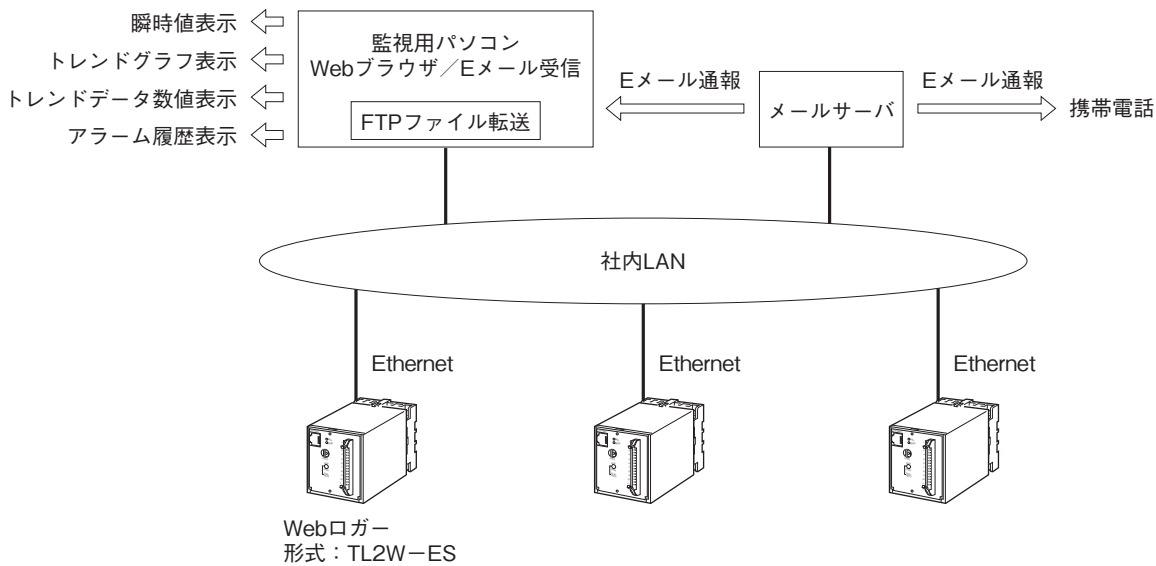 瞬時値表示
トレンドグラフ表示
トレンドデータ数値表示
アラーム履歴表示
監視用パソコン
Webブラウザ／Eメール受信
FTPファイル転送
Eメール通報
メールサーバ
Eメール通報
携帯電話
社内LAN
Ethernet
Ethernet
Ethernet
Webロガー
形式：TL2W－ES